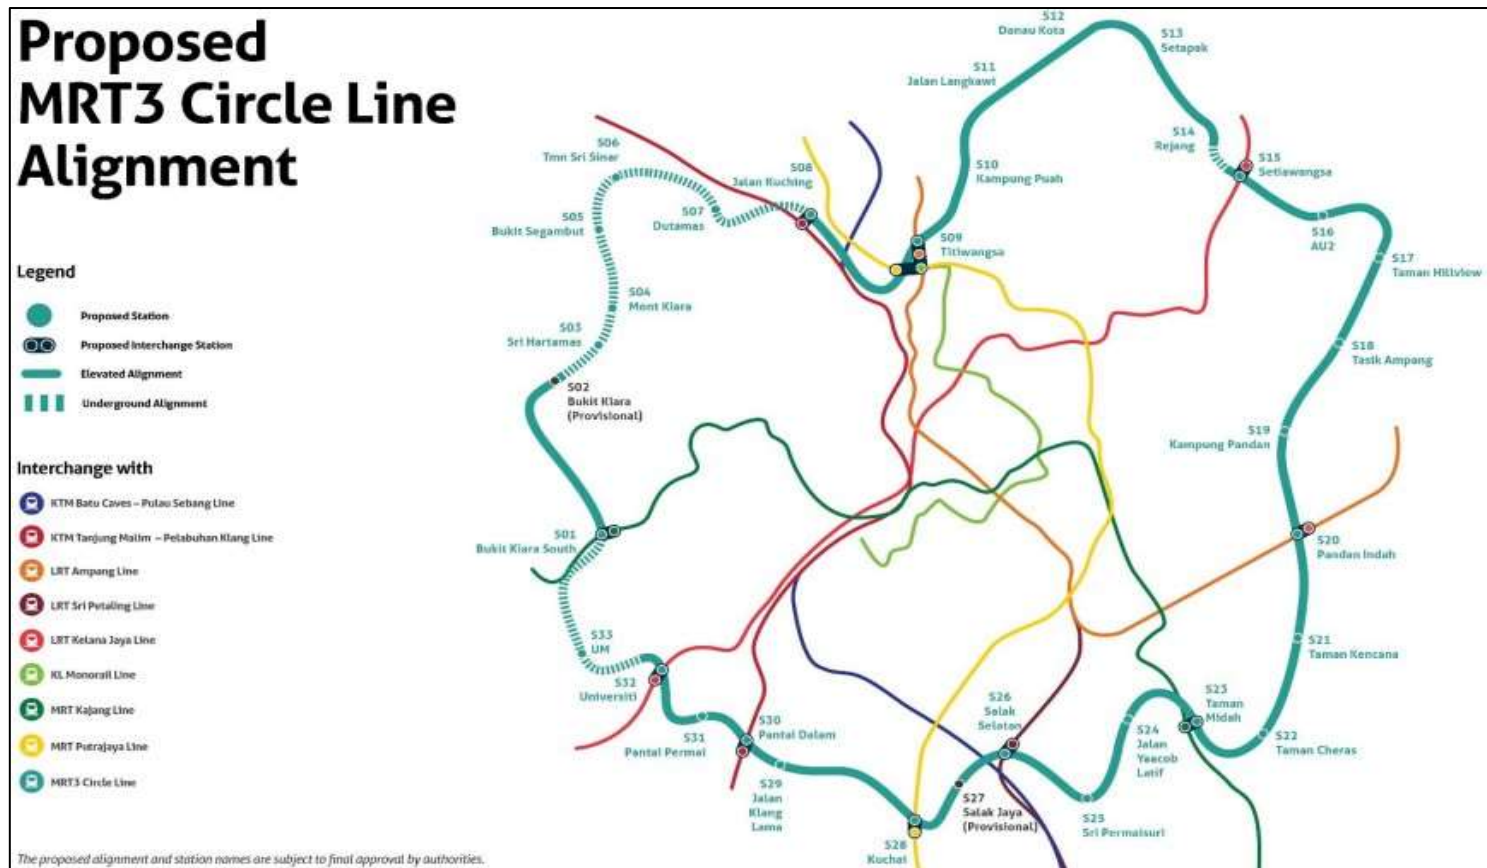 Proposed
MRT3 Circle Line
Alignment
Legend
Proposed Station
Proposed Interchange Station
Elevated Alignment
Underground Alignment
Interchange with
KTM Batu Caves – Pulau Sebang Line
KTM Tanjung Malim – Pelabuhan Klang Line
LRT Ampang Line
LRT Sri Petaling Line
LRT Kelana Jaya Line
KL Monorail Line
MRT Kajang Line
MRT Putrajaya Line
MRT3 Circle Line
The proposed alignment and station names are subject to final approval by authorities.
S01
Bukit Kiara South
S02
Bukit Kiara
(Provisional)
S03
Sri Hartamas
S04
Mont Kiara
S05
Bukit Segambut
S06
Tmn Sri Sinar
S07
Dutamas
S08
Jalan Kuching
S09
Titiwangsa
S10
Kampung Puah
S11
Jalan Langkawi
S12
Danau Kota
S13
Setapak
S14
Rejang
S15
Setiawangsa
S16
AU2
S17
Taman Hillview
S18
Tasik Ampang
S19
Kampung Pandan
S20
Pandan Indah
S21
Taman Kencana
S22
Taman Cheras
S23
Taman
Midah
S24
Jalan
Yaacob
Latif
S25
Sri Permaisuri
S26
Salak
Selatan
S27
Salak Jaya
(Provisional)
S28
Kuchai
S29
Jalan
Klang
Lama
S30
Pantai Dalam
S31
Pantai Permai
S32
Universiti
S33
UM